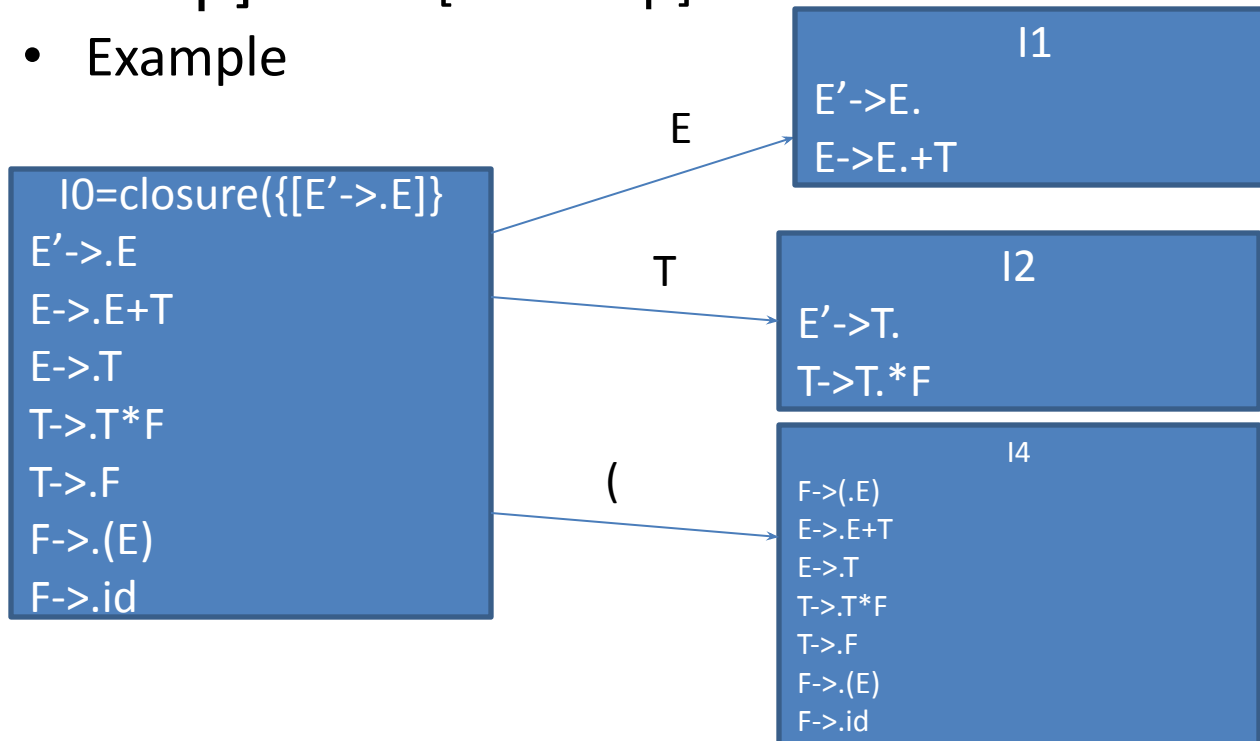 • Example
I0=closure({[E’->.E]}
E’->.E
E->.E+T
E->.T
T->.T*F
T->.F
F->.(E)
F->.id
E
T
(
I1
E’->E.
E->E.+T
I2
E’->T.
T->T.*F
I4
F->(.E)
E->.E+T
E->.T
T->.T*F
T->.F
F->.(E)
F->.id